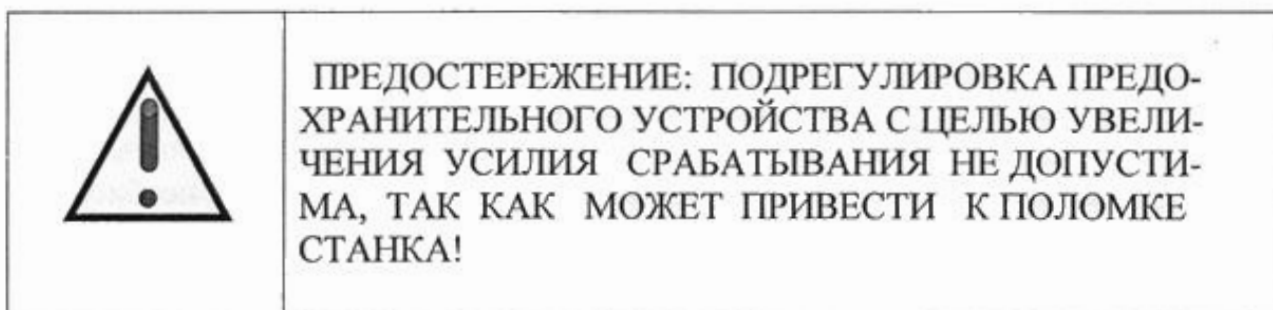 ПРЕДОСТЕРЕЖЕНИЕ: ПОДРЕГУЛИРОВКА ПРЕДО-
ХРАНИТЕЛЬНОГО УСТРОЙСТВА С ЦЕЛЬЮ УВЕЛИ-
ЧЕНИЯ УСИЛИЯ СРАБАТЫВАНИЯ НЕ ДОПУСТИ-
МА, ТАК КАК МОЖЕТ ПРИВЕСТИ К ПОЛОМКЕ
СТАНКА!